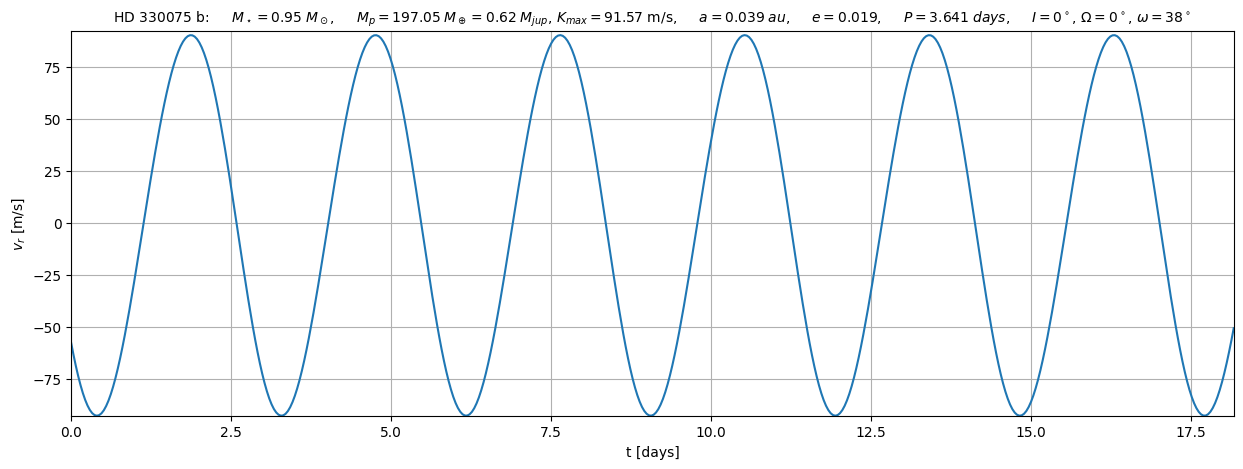 HD 330075 b: M⋆ = 0.95 M⊙, Mp = 197.05 M⊕ = 0.62 Mjup, Kmax = 91.57 m/s, a = 0.039 au, e = 0.019, P = 3.641 days, I = 0°, Ω = 0°, ω = 38°
75
50
25
0
−25
−50
−75
vr [m/s]
0.0 2.5 5.0 7.5 10.0 12.5 15.0 17.5
t [days]